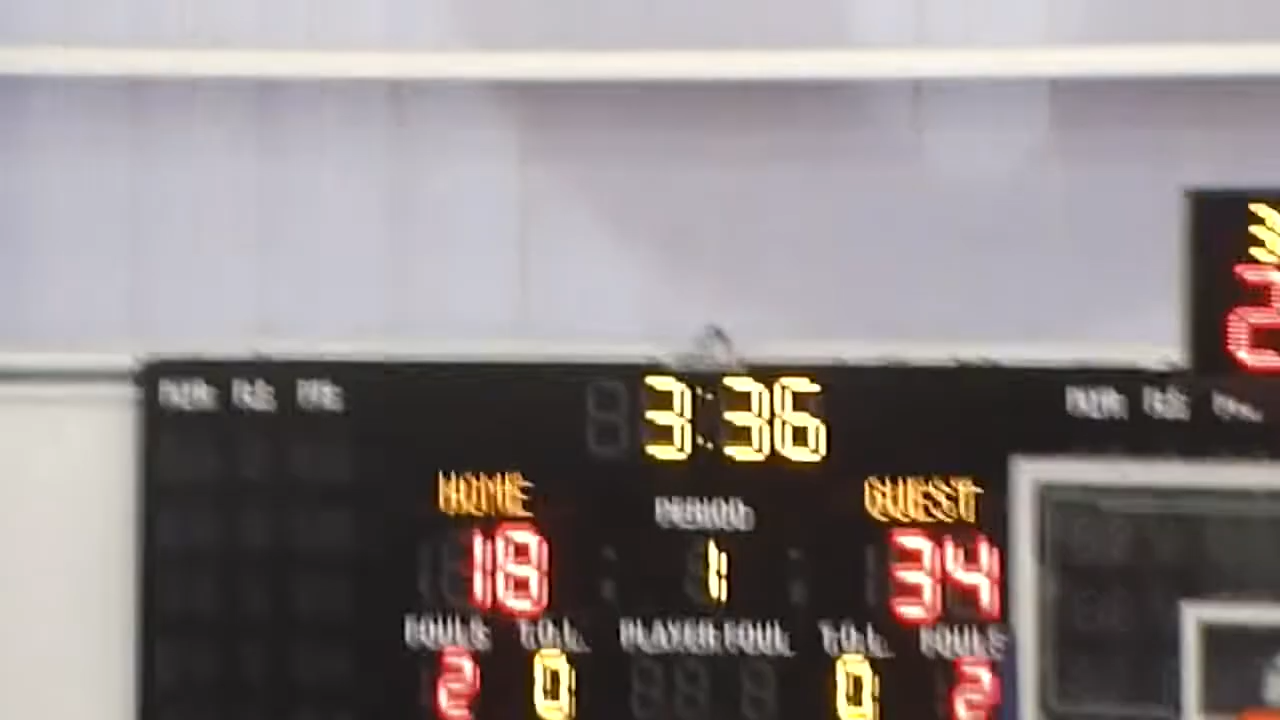 3:36
HOME PERIOD GUEST
18 1 34
FOULS T.O.L. PLAYER FOUL T.O.L. FOULS
2 0 0 2